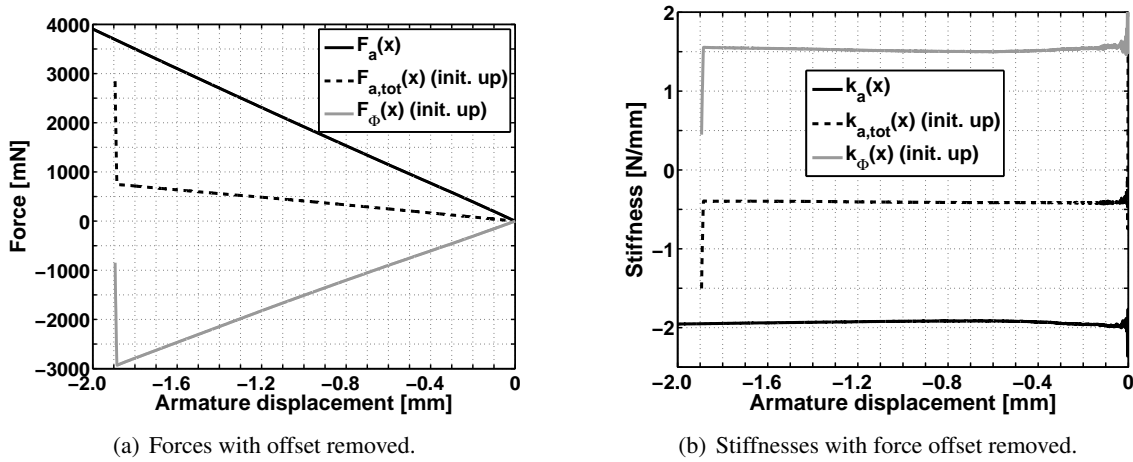 4000
3000
2000
1000
0
−1000
−2000
−3000
Force [mN]
−2.0 −1.6 −1.2 −0.8 −0.4 0
Armature displacement [mm]
F_a(x)
F_a,tot(x) (init. up)
F_Φ(x) (init. up)
(a) Forces with offset removed.
2
1
0
−1
−2
Stiffness [N/mm]
−2.0 −1.6 −1.2 −0.8 −0.4 0
Armature displacement [mm]
k_a(x)
k_a,tot(x) (init. up)
k_Φ(x) (init. up)
(b) Stiffnesses with force offset removed.